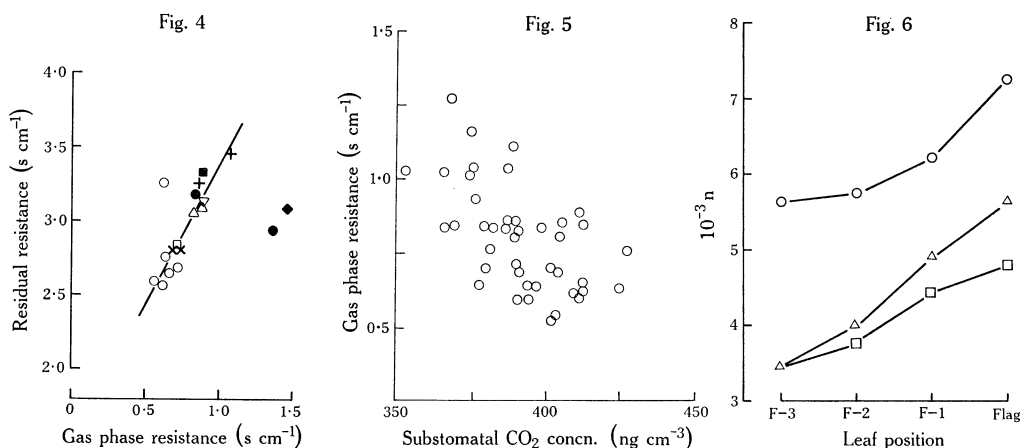 Fig. 4
Residual resistance (s cm⁻¹)
4·0
3·5
3·0
2·5
2·0
0
0·5
1·0
1·5
Gas phase resistance (s cm⁻¹)
Fig. 5
Gas phase resistance (s cm⁻¹)
1·5
1·0
0·5
350
400
450
Substomatal CO₂ concn. (ng cm⁻³)
Fig. 6
10⁻³ n
8
7
6
5
4
3
F-3
F-2
F-1
Flag
Leaf position